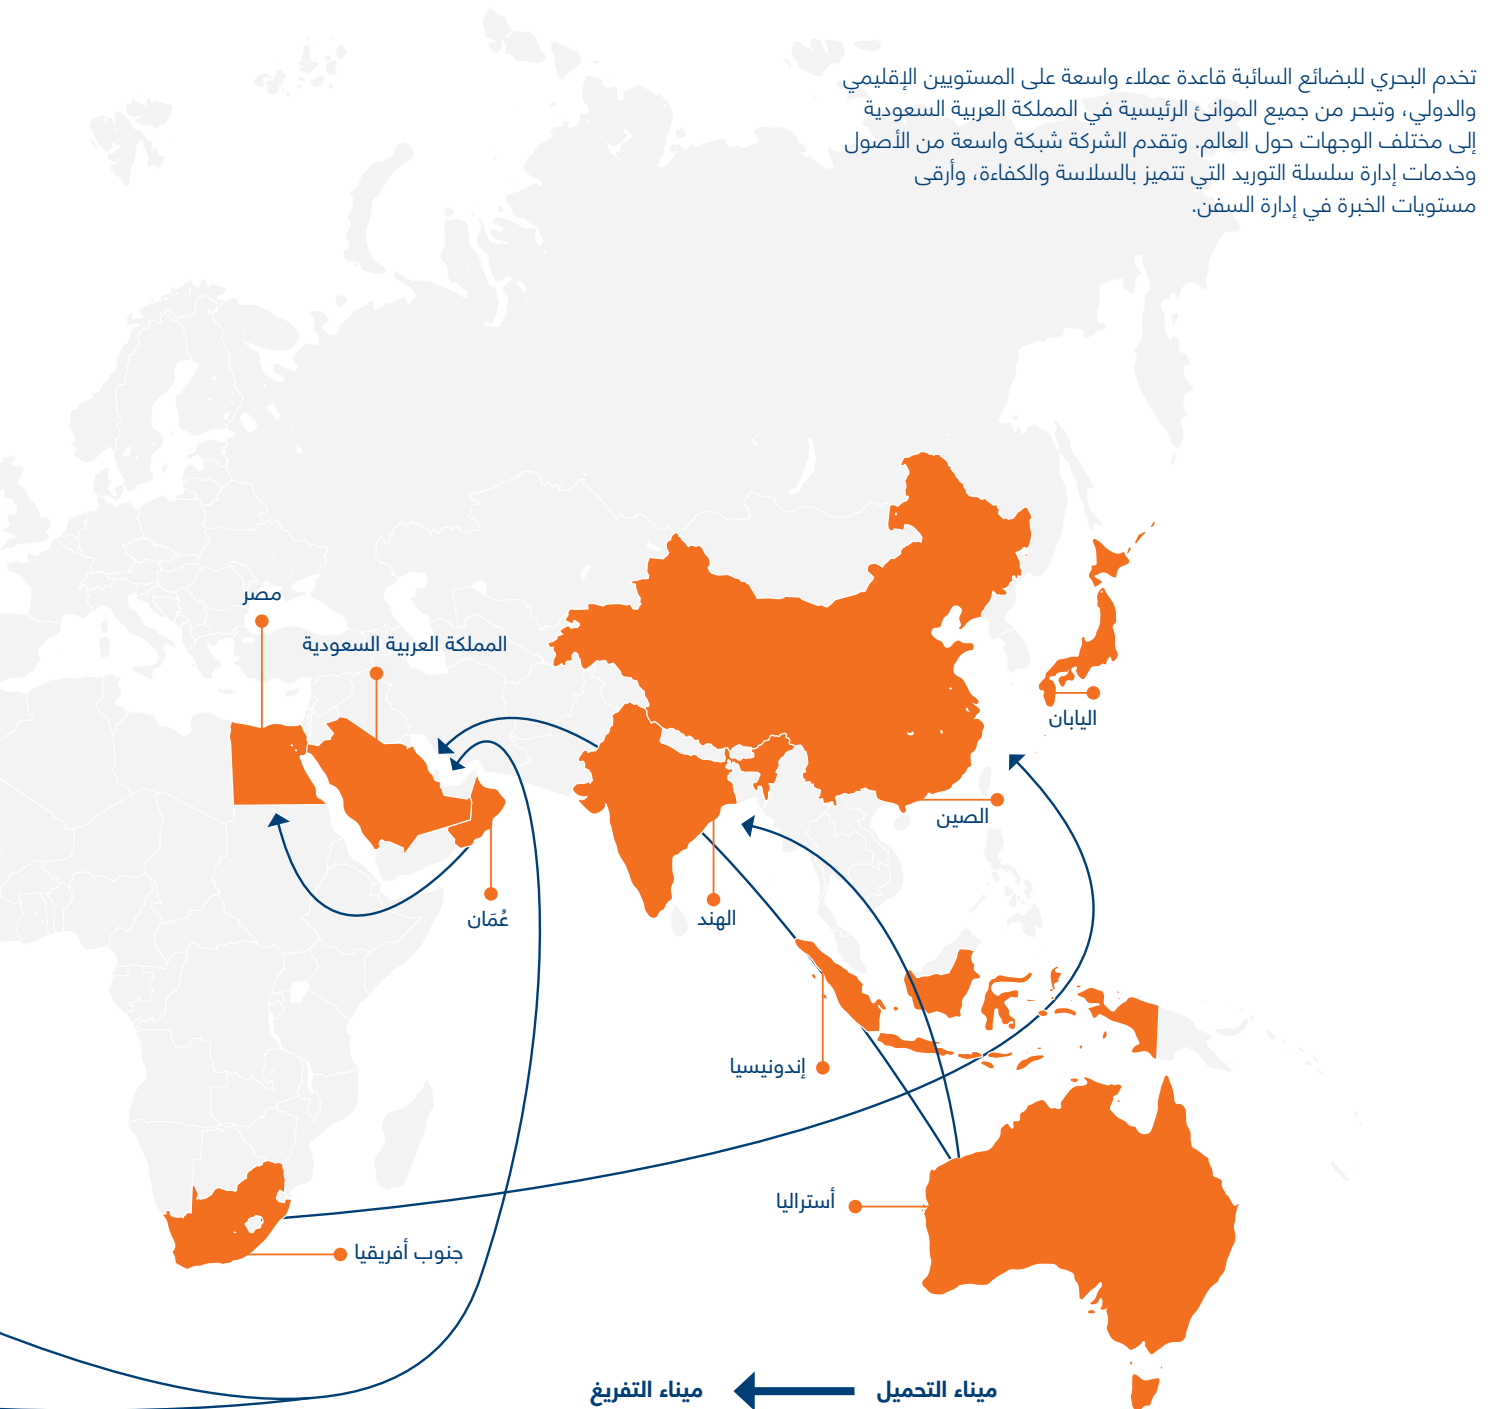 تخدم البحري للبضائع السائبة قاعدة عملاء واسعة على المستويين الإقليمي
والدولي، وتبحر من جميع الموانئ الرئيسية في المملكة العربية السعودية
إلى مختلف الوجهات حول العالم. وتقدم الشركة شبكة واسعة من الأصول
وخدمات إدارة سلسلة التوريد التي تتميز بالسلاسة والكفاءة، وأرقى
مستويات الخبرة في إدارة السفن.
مصر
المملكة العربية السعودية
اليابان
الصين
الهند
عُمَان
إندونيسيا
أستراليا
جنوب أفريقيا
ميناء التحميل
ميناء التفريغ